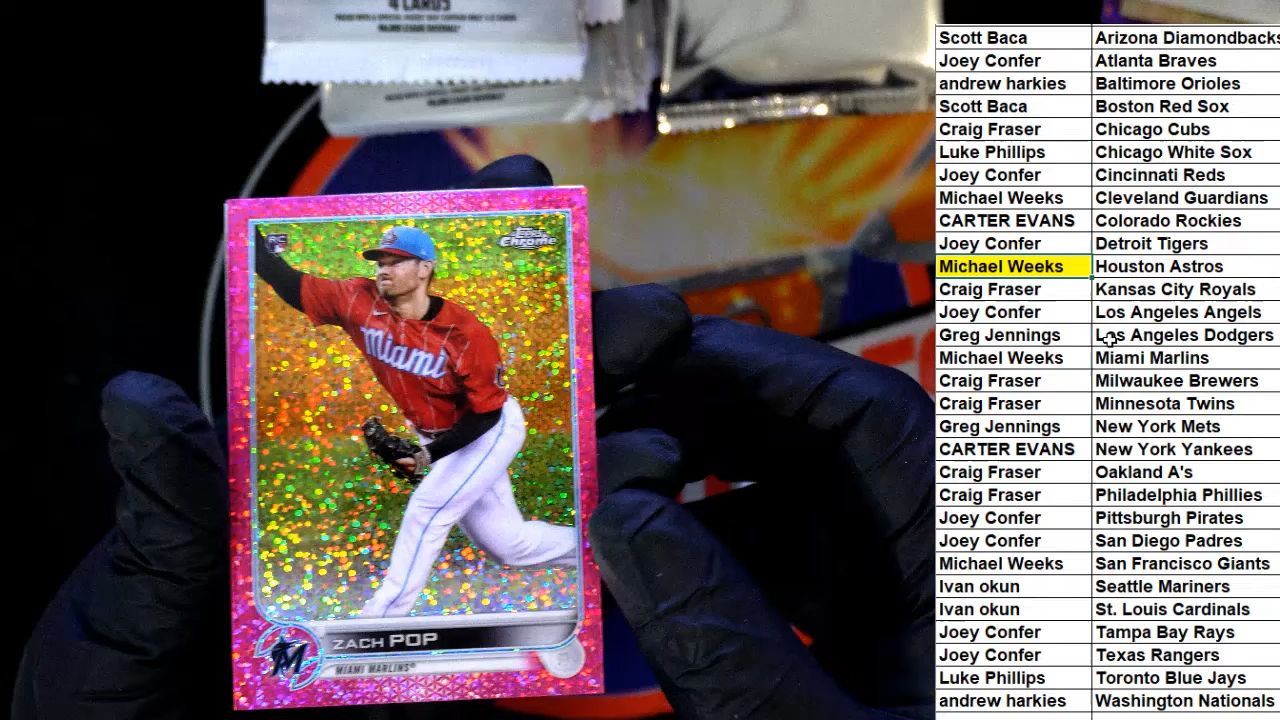 4 CARDS
MAJOR LEAGUE BASEBALL
RC
Topps
Chrome
Miami
ZACH POP
MIAMI MARLINS
Scott Baca Arizona Diamondbacks
Joey Confer Atlanta Braves
andrew harkies Baltimore Orioles
Scott Baca Boston Red Sox
Craig Fraser Chicago Cubs
Luke Phillips Chicago White Sox
Joey Confer Cincinnati Reds
Michael Weeks Cleveland Guardians
CARTER EVANS Colorado Rockies
Joey Confer Detroit Tigers
Michael Weeks Houston Astros
Craig Fraser Kansas City Royals
Joey Confer Los Angeles Angels
Greg Jennings Los Angeles Dodgers
Michael Weeks Miami Marlins
Craig Fraser Milwaukee Brewers
Craig Fraser Minnesota Twins
Greg Jennings New York Mets
CARTER EVANS New York Yankees
Craig Fraser Oakland A's
Craig Fraser Philadelphia Phillies
Joey Confer Pittsburgh Pirates
Joey Confer San Diego Padres
Michael Weeks San Francisco Giants
Ivan okun Seattle Mariners
Ivan okun St. Louis Cardinals
Joey Confer Tampa Bay Rays
Joey Confer Texas Rangers
Luke Phillips Toronto Blue Jays
andrew harkies Washington Nationals